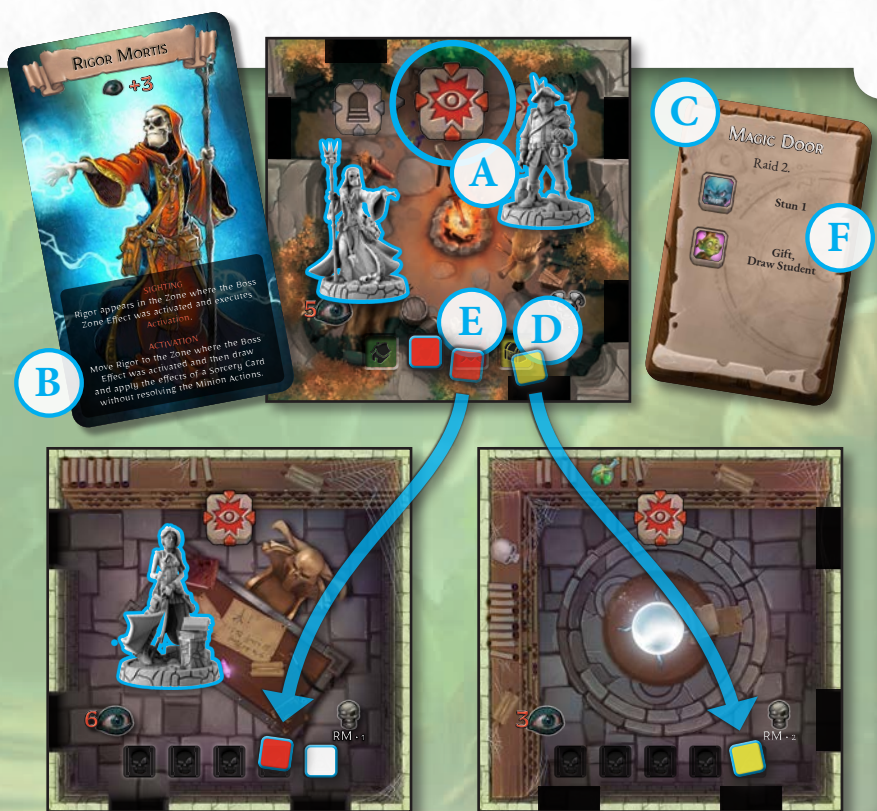 Rigor Mortis
+3
SIGHTING
Rigor appears in the Zone where the Boss
Zone Effect was activated and executes
Activation.
ACTIVATION
Move Rigor to the Zone where the Boss
Effect was activated and then draw
and apply the effects of a Sorcery Card
without resolving the Minion Actions.
B
A
5
E
D
C
Magic Door
Raid 2.
Stun 1
Gift,
Draw Student
F
6
RM - 1
3
RM - 2